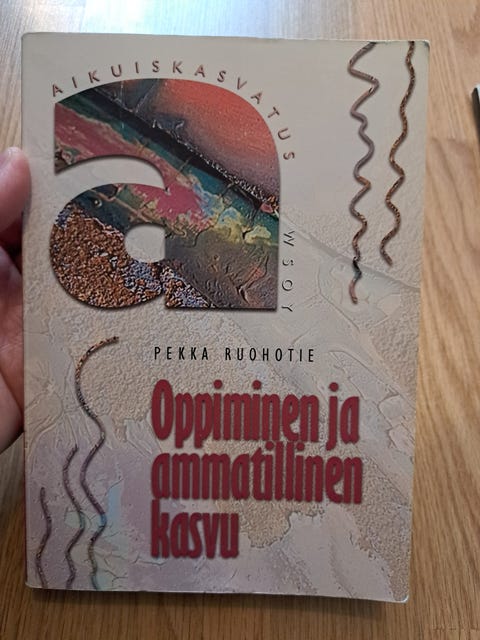 AIKUISKASVATUS
WSOY
PEKKA RUOHOTIE
Oppiminen ja
ammatillinen
kasvu